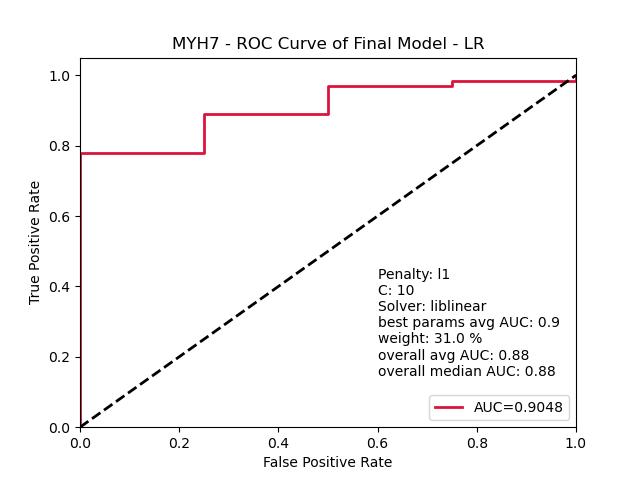 MYH7 - ROC Curve of Final Model - LR
True Positive Rate
1.0
0.8
0.6
0.4
0.2
0.0
Penalty: l1
C: 10
Solver: liblinear
best params avg AUC: 0.9
weight: 31.0 %
overall avg AUC: 0.88
overall median AUC: 0.88
AUC=0.9048
0.0 0.2 0.4 0.6 0.8 1.0
False Positive Rate